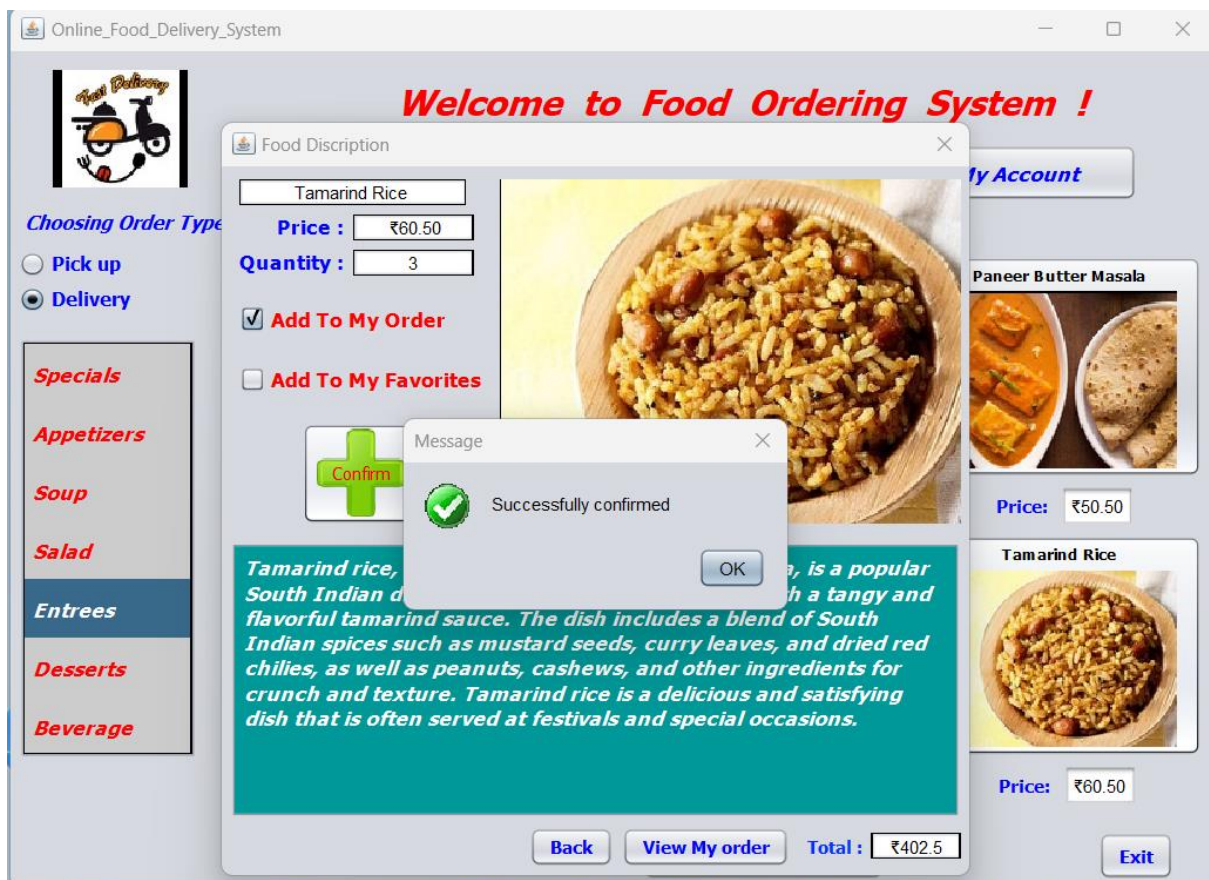 Online_Food_Delivery_System
Fast Delivery
Welcome to Food Ordering System !
Food Discription
My Account
Tamarind Rice
Price : ₹60.50
Quantity : 3
Choosing Order Type
Pick up
Delivery
Add To My Order
Add To My Favorites
Confirm
Message
Successfully confirmed
OK
Specials
Appetizers
Soup
Salad
Entrees
Desserts
Beverage
Tamarind rice, , is a popular
South Indian a tangy and
flavorful tamarind sauce. The dish includes a blend of South
Indian spices such as mustard seeds, curry leaves, and dried red
chilies, as well as peanuts, cashews, and other ingredients for
crunch and texture. Tamarind rice is a delicious and satisfying
dish that is often served at festivals and special occasions.
Back
View My order
Total : ₹402.5
Paneer Butter Masala
Price: ₹50.50
Tamarind Rice
Price: ₹60.50
Exit